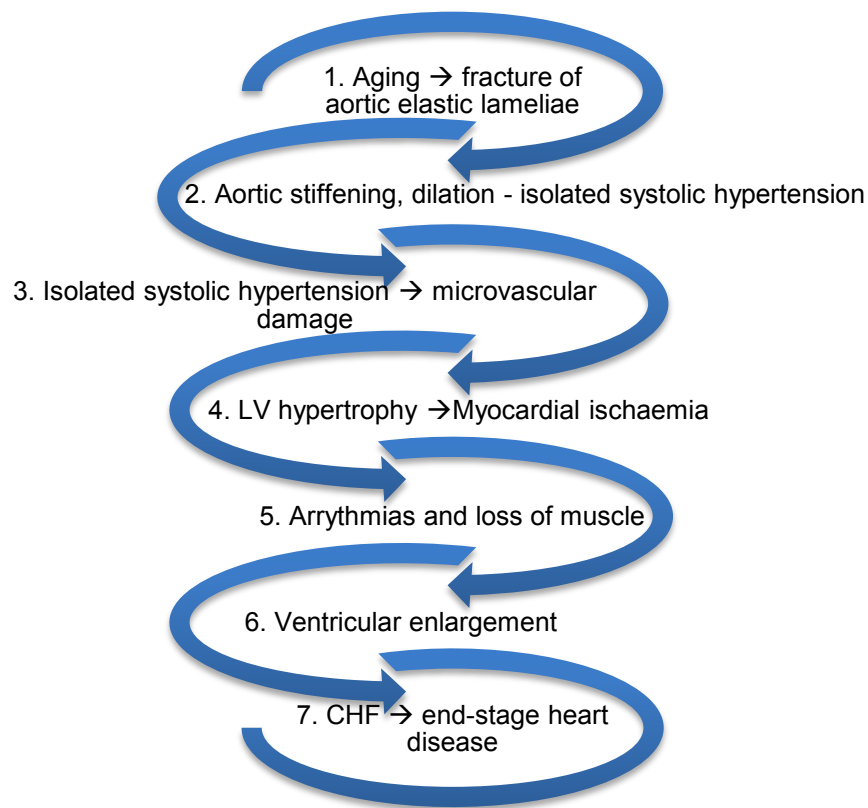 1. Aging → fracture of
aortic elastic lameliae
2. Aortic stiffening, dilation - isolated systolic hypertension
3. Isolated systolic hypertension → microvascular
damage
4. LV hypertrophy →Myocardial ischaemia
5. Arrythmias and loss of muscle
6. Ventricular enlargement
7. CHF → end-stage heart
disease